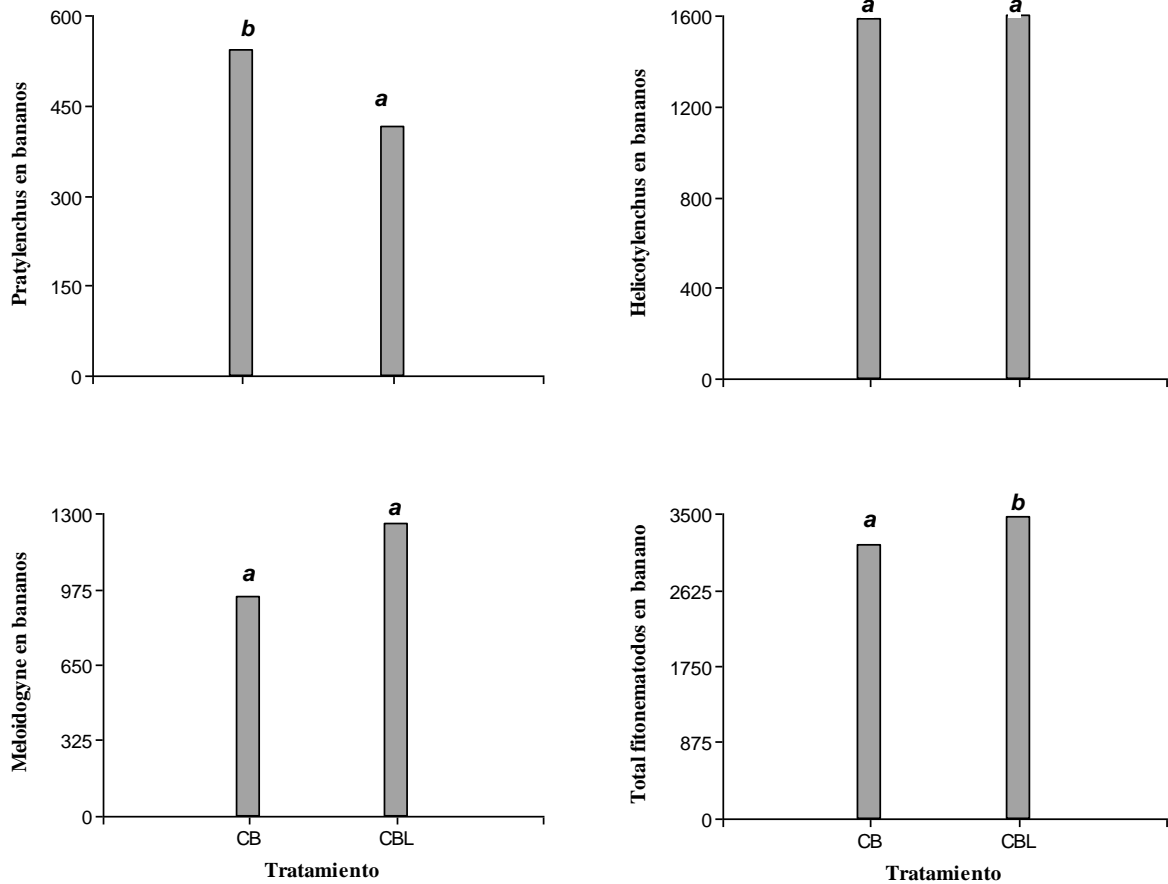 Pratylenchus en bananos
600
450
300
150
0
b
a
Helicotylenchus en bananos
1600
1200
800
400
0
a
a
Meloidogyne en bananos
1300
975
650
325
0
a
a
CB
CBL
Tratamiento
Total fitonematodos en banano
3500
2625
1750
875
0
a
b
CB
CBL
Tratamiento